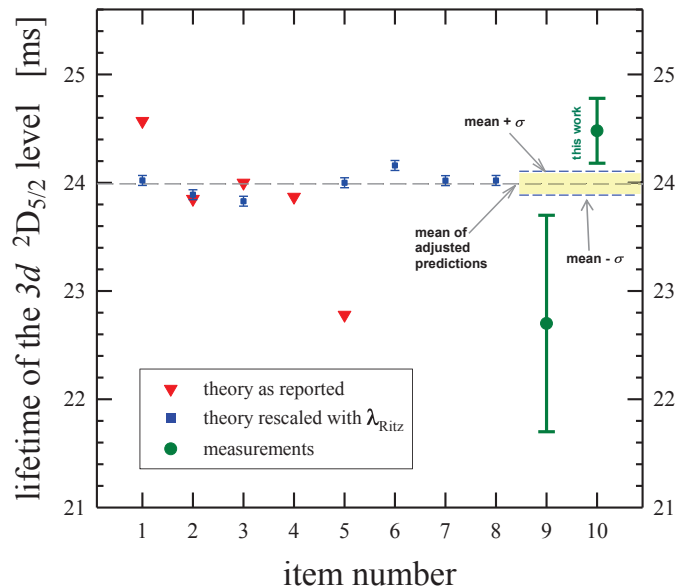 lifetime of the 3d ²D₅/₂ level [ms]
25
24
23
22
21
25
24
23
22
21
this work
mean + σ
mean of
adjusted
predictions
mean - σ
theory as reported
theory rescaled with λRitz
measurements
1 2 3 4 5 6 7 8 9 10
item number